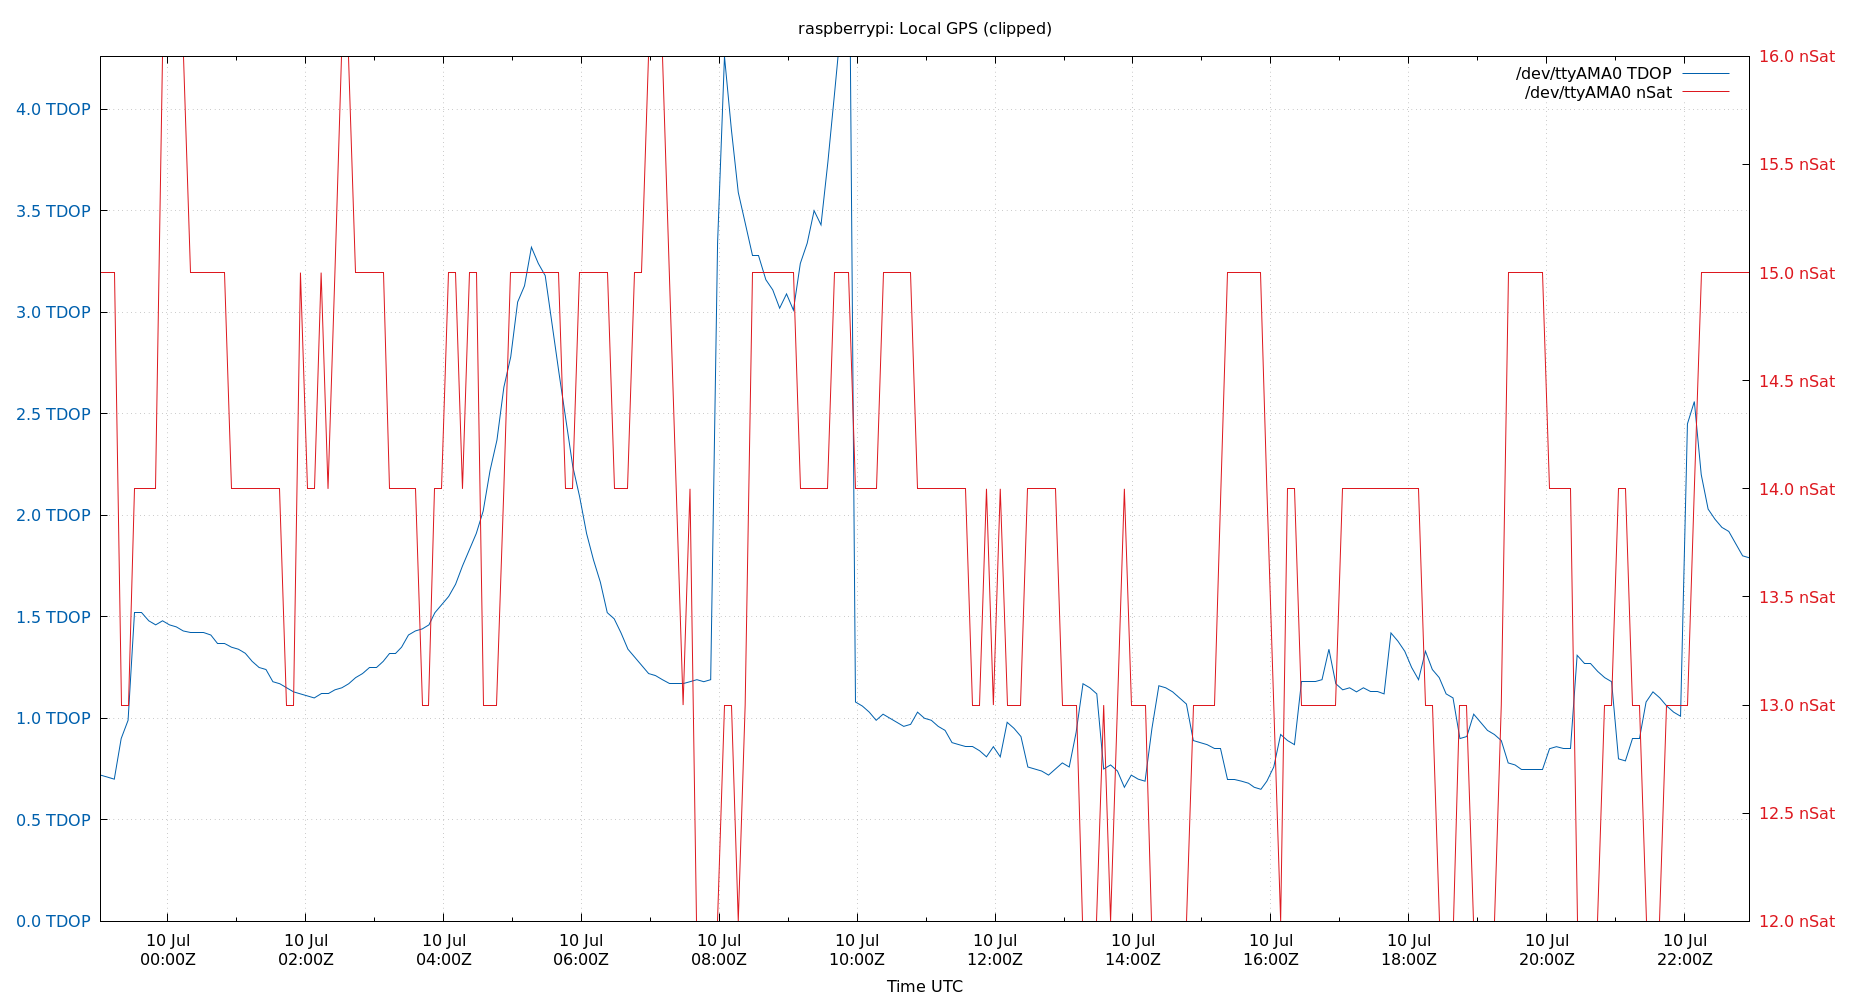 raspberrypi: Local GPS (clipped)
/dev/ttyAMA0 TDOP
/dev/ttyAMA0 nSat
4.0 TDOP
3.5 TDOP
3.0 TDOP
2.5 TDOP
2.0 TDOP
1.5 TDOP
1.0 TDOP
0.5 TDOP
0.0 TDOP
16.0 nSat
15.5 nSat
15.0 nSat
14.5 nSat
14.0 nSat
13.5 nSat
13.0 nSat
12.5 nSat
12.0 nSat
10 Jul 10 Jul 10 Jul 10 Jul 10 Jul 10 Jul 10 Jul 10 Jul 10 Jul 10 Jul 10 Jul 10 Jul
00:00Z 02:00Z 04:00Z 06:00Z 08:00Z 10:00Z 12:00Z 14:00Z 16:00Z 18:00Z 20:00Z 22:00Z
Time UTC